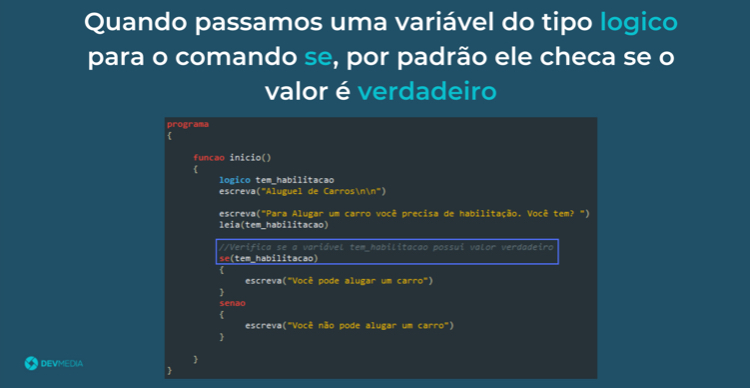 Quando passamos uma variável do tipo logico
para o comando se, por padrão ele checa se o
valor é verdadeiro
programa
{
funcao inicio()
{
logico tem_habilitacao
escreva("Aluguel de Carros\n\n")
escreva("Para Alugar um carro você precisa de habilitação. Você tem? ")
leia(tem_habilitacao)
//Verifica se a variável tem_habilitacao possui valor verdadeiro
se(tem_habilitacao)
{
escreva("Você pode alugar um carro")
}
senao
{
escreva("Você não pode alugar um carro")
}
}
}
DEVMEDIA